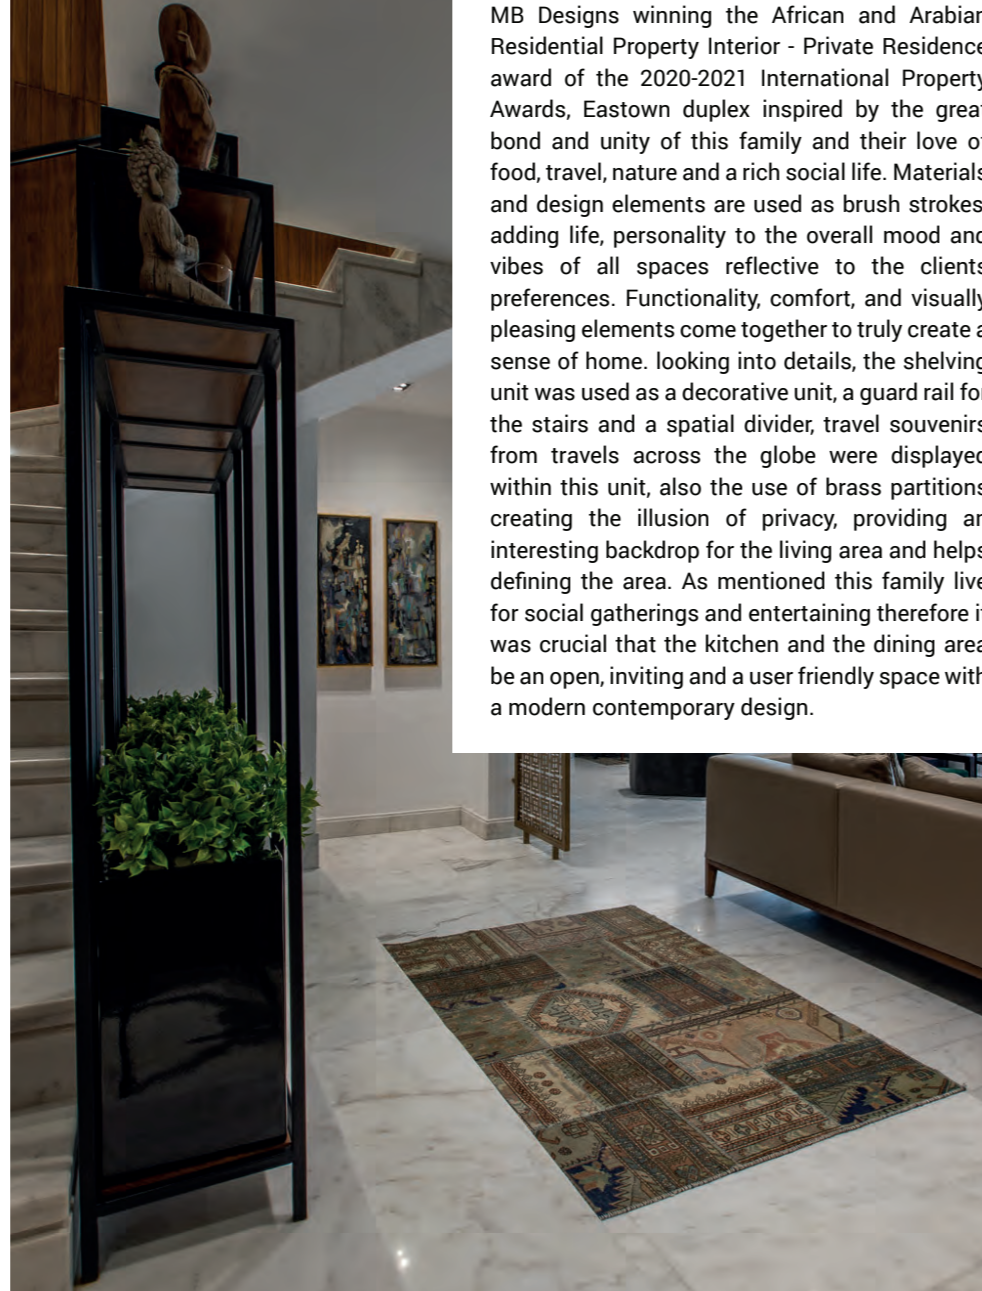 MB Designs winning the African and Arabian
Residential Property Interior - Private Residence
award of the 2020-2021 International Property
Awards, Eastown duplex inspired by the great
bond and unity of this family and their love of
food, travel, nature and a rich social life. Materials
and design elements are used as brush strokes
adding life, personality to the overall mood and
vibes of all spaces reflective to the clients
preferences. Functionality, comfort, and visually
pleasing elements come together to truly create a
sense of home. looking into details, the shelving
unit was used as a decorative unit, a guard rail for
the stairs and a spatial divider, travel souvenirs
from travels across the globe were displayed
within this unit, also the use of brass partitions
creating the illusion of privacy, providing an
interesting backdrop for the living area and helps
defining the area. As mentioned this family live
for social gatherings and entertaining therefore it
was crucial that the kitchen and the dining area
be an open, inviting and a user friendly space with
a modern contemporary design.